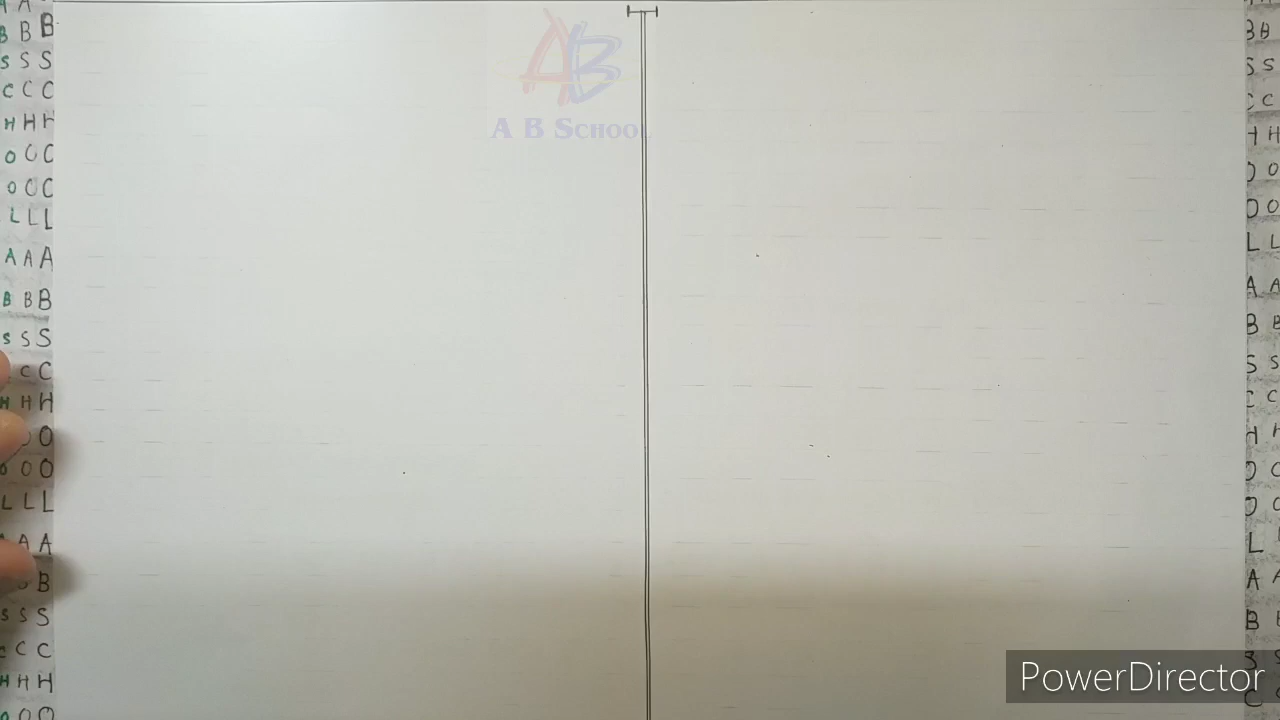 A B SCHOOL
B B B
S S S
C C C
H H H
O O O
O O O
L L L
A A A
B B B
S S S
C C
H H H
O
O O O
L L L
A A
B
S S S
C C C
H H H
O O O
B B
S S
C C
H H
O O
O O
L L
A A
B B
S S
C C
H H
O O
O O
L
A A
B
S S
C
PowerDirector